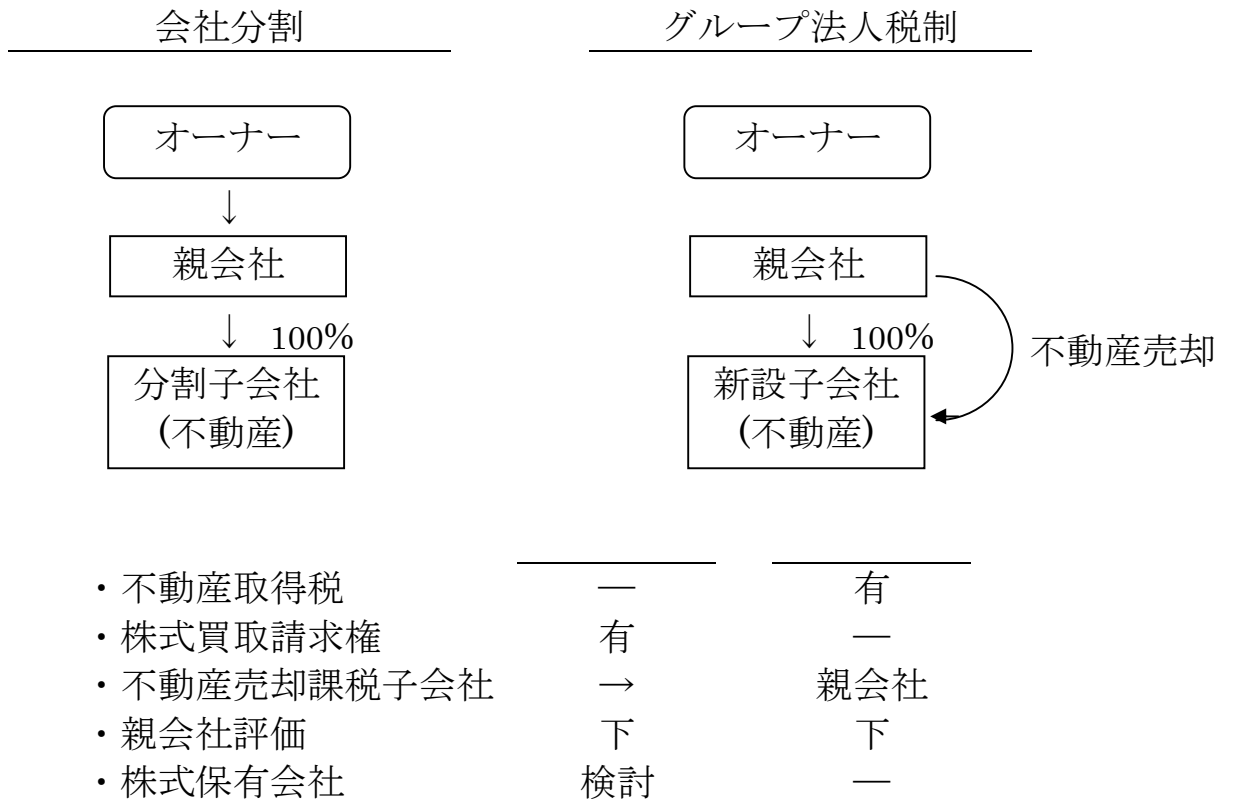 会社分割
グループ法人税制
オーナー
↓
親会社
↓ 100%
分割子会社
(不動産)
オーナー
親会社
↓ 100%
新設子会社
(不動産)
不動産売却
・不動産取得税 — 有
・株式買取請求権 有 —
・不動産売却課税子会社 → 親会社
・親会社評価 下 下
・株式保有会社 検討 —